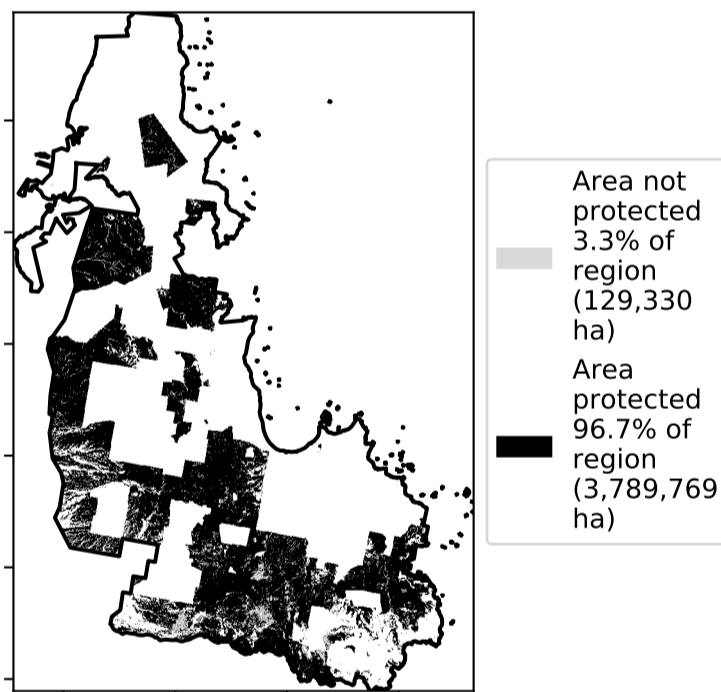 Area not
protected
3.3% of
region
(129,330
ha)
Area
protected
96.7% of
region
(3,789,769
ha)